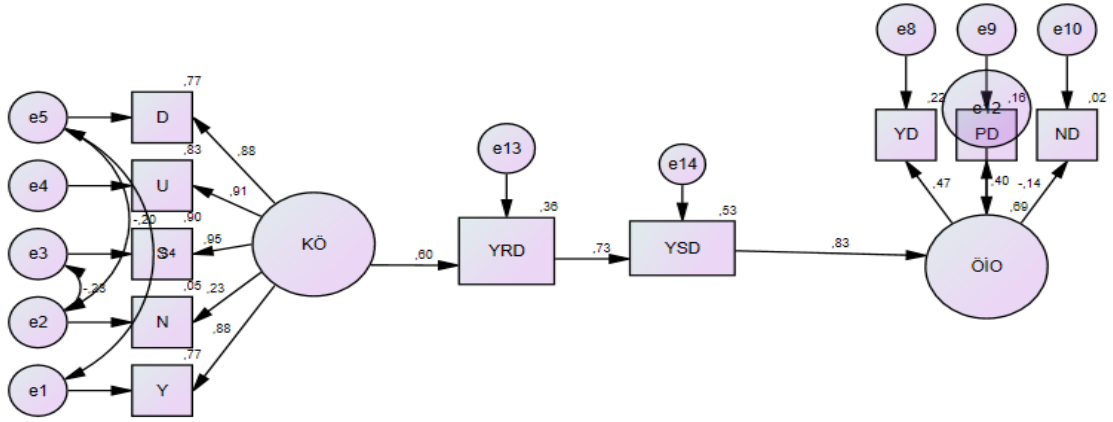 e8
e9
e10
,77
,22
,16
,02
e5
D
e12
YD
PD
ND
,83
,88
e13
e14
e4
U
,91
,47
,40
-,14
-,20
,90
,36
,53
,69
,95
e3
S
KÖ
,60
YRD
,73
YSD
,83
ÖİO
,05
,23
e2
N
,88
,77
e1
Y